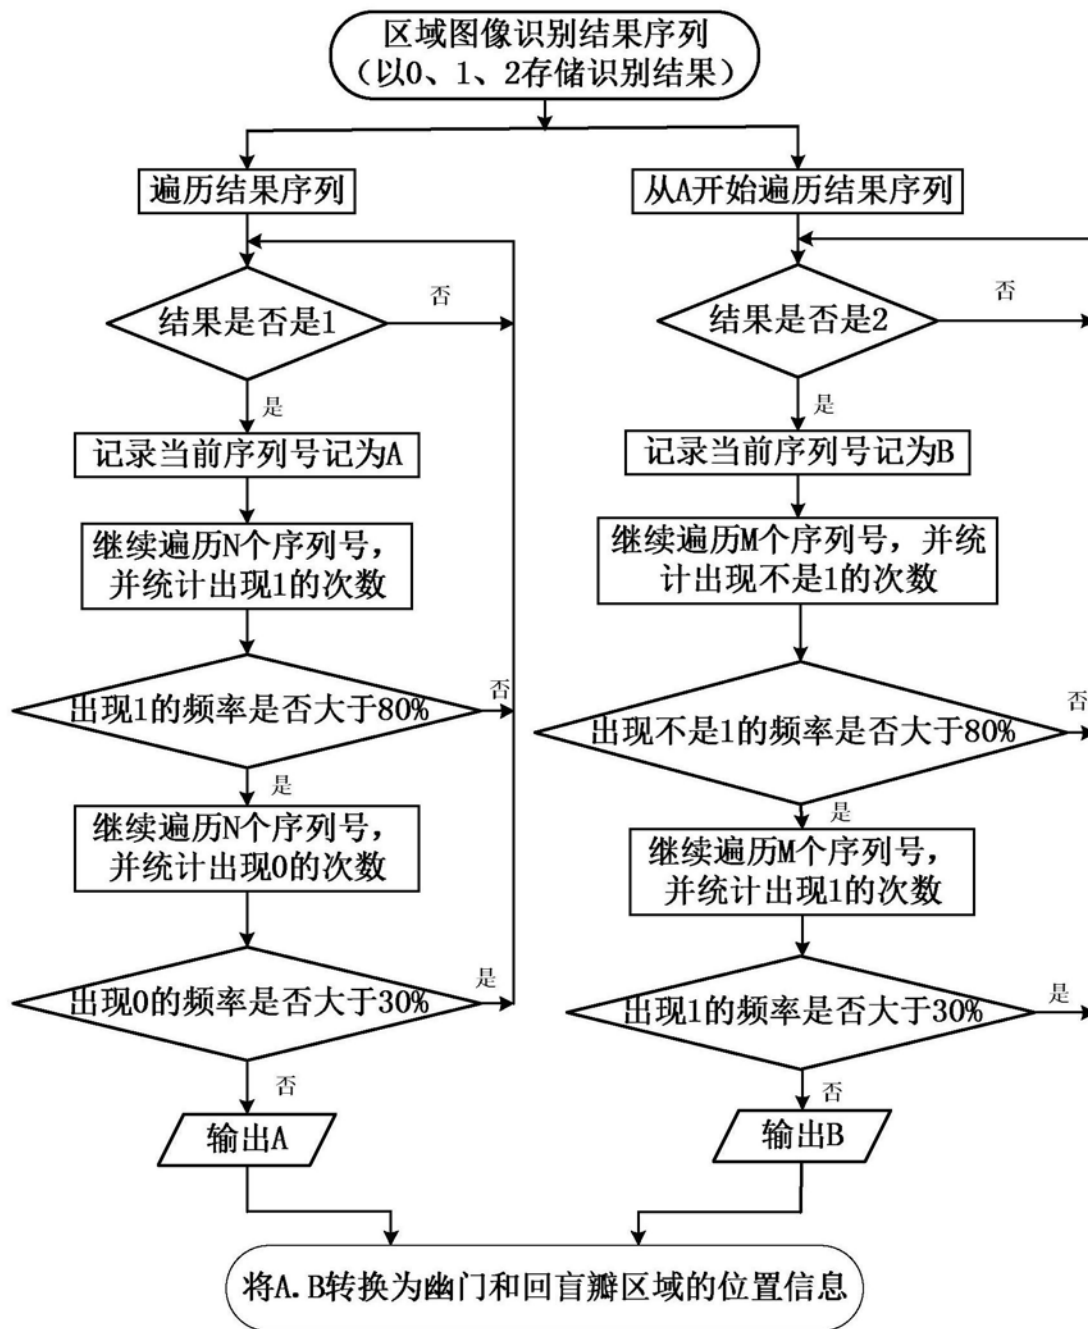 区域图像识别结果序列
（以0、1、2存储识别结果）
遍历结果序列
结果是否是1
否
是
记录当前序列号记为A
继续遍历N个序列号，
并统计出现1的次数
出现1的频率是否大于80%
否
是
继续遍历N个序列号，
并统计出现0的次数
出现0的频率是否大于30%
是
否
输出A
从A开始遍历结果序列
结果是否是2
否
是
记录当前序列号记为B
继续遍历M个序列号，并统
计出现不是1的次数
出现不是1的频率是否大于80%
否
是
继续遍历M个序列号，
并统计出现1的次数
出现1的频率是否大于30%
是
否
输出B
将A.B转换为幽门和回盲瓣区域的位置信息